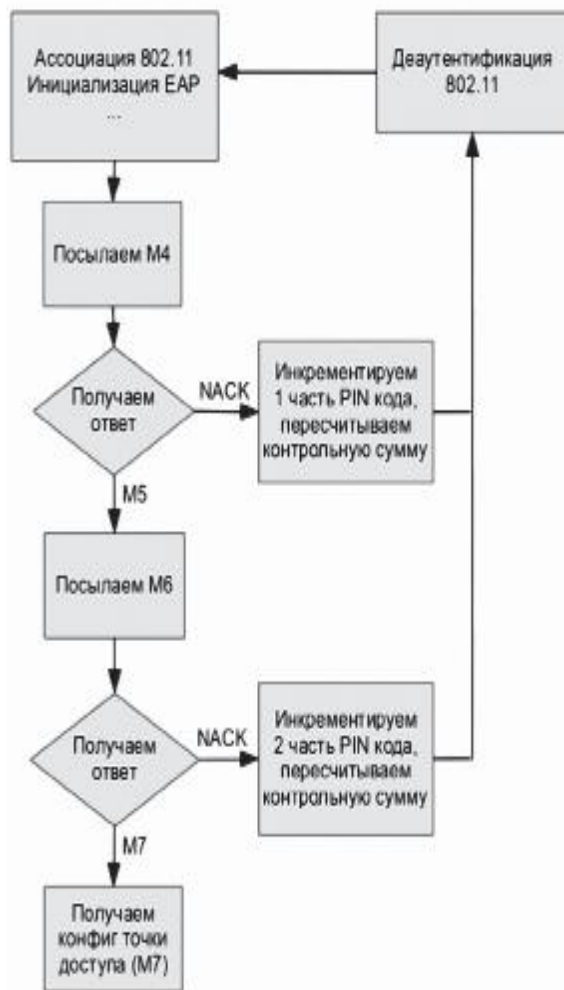 Ассоциация 802.11
Инициализация EAP
...
Деаутентификация
802.11
Посылаем M4
Получаем
ответ
NACK
Инкрементируем
1 часть PIN кода,
пересчитываем
контрольную сумму
M5
Посылаем M6
Получаем
ответ
NACK
Инкрементируем
2 часть PIN кода,
пересчитываем
контрольную сумму
M7
Получаем
конфиг точки
доступа (M7)